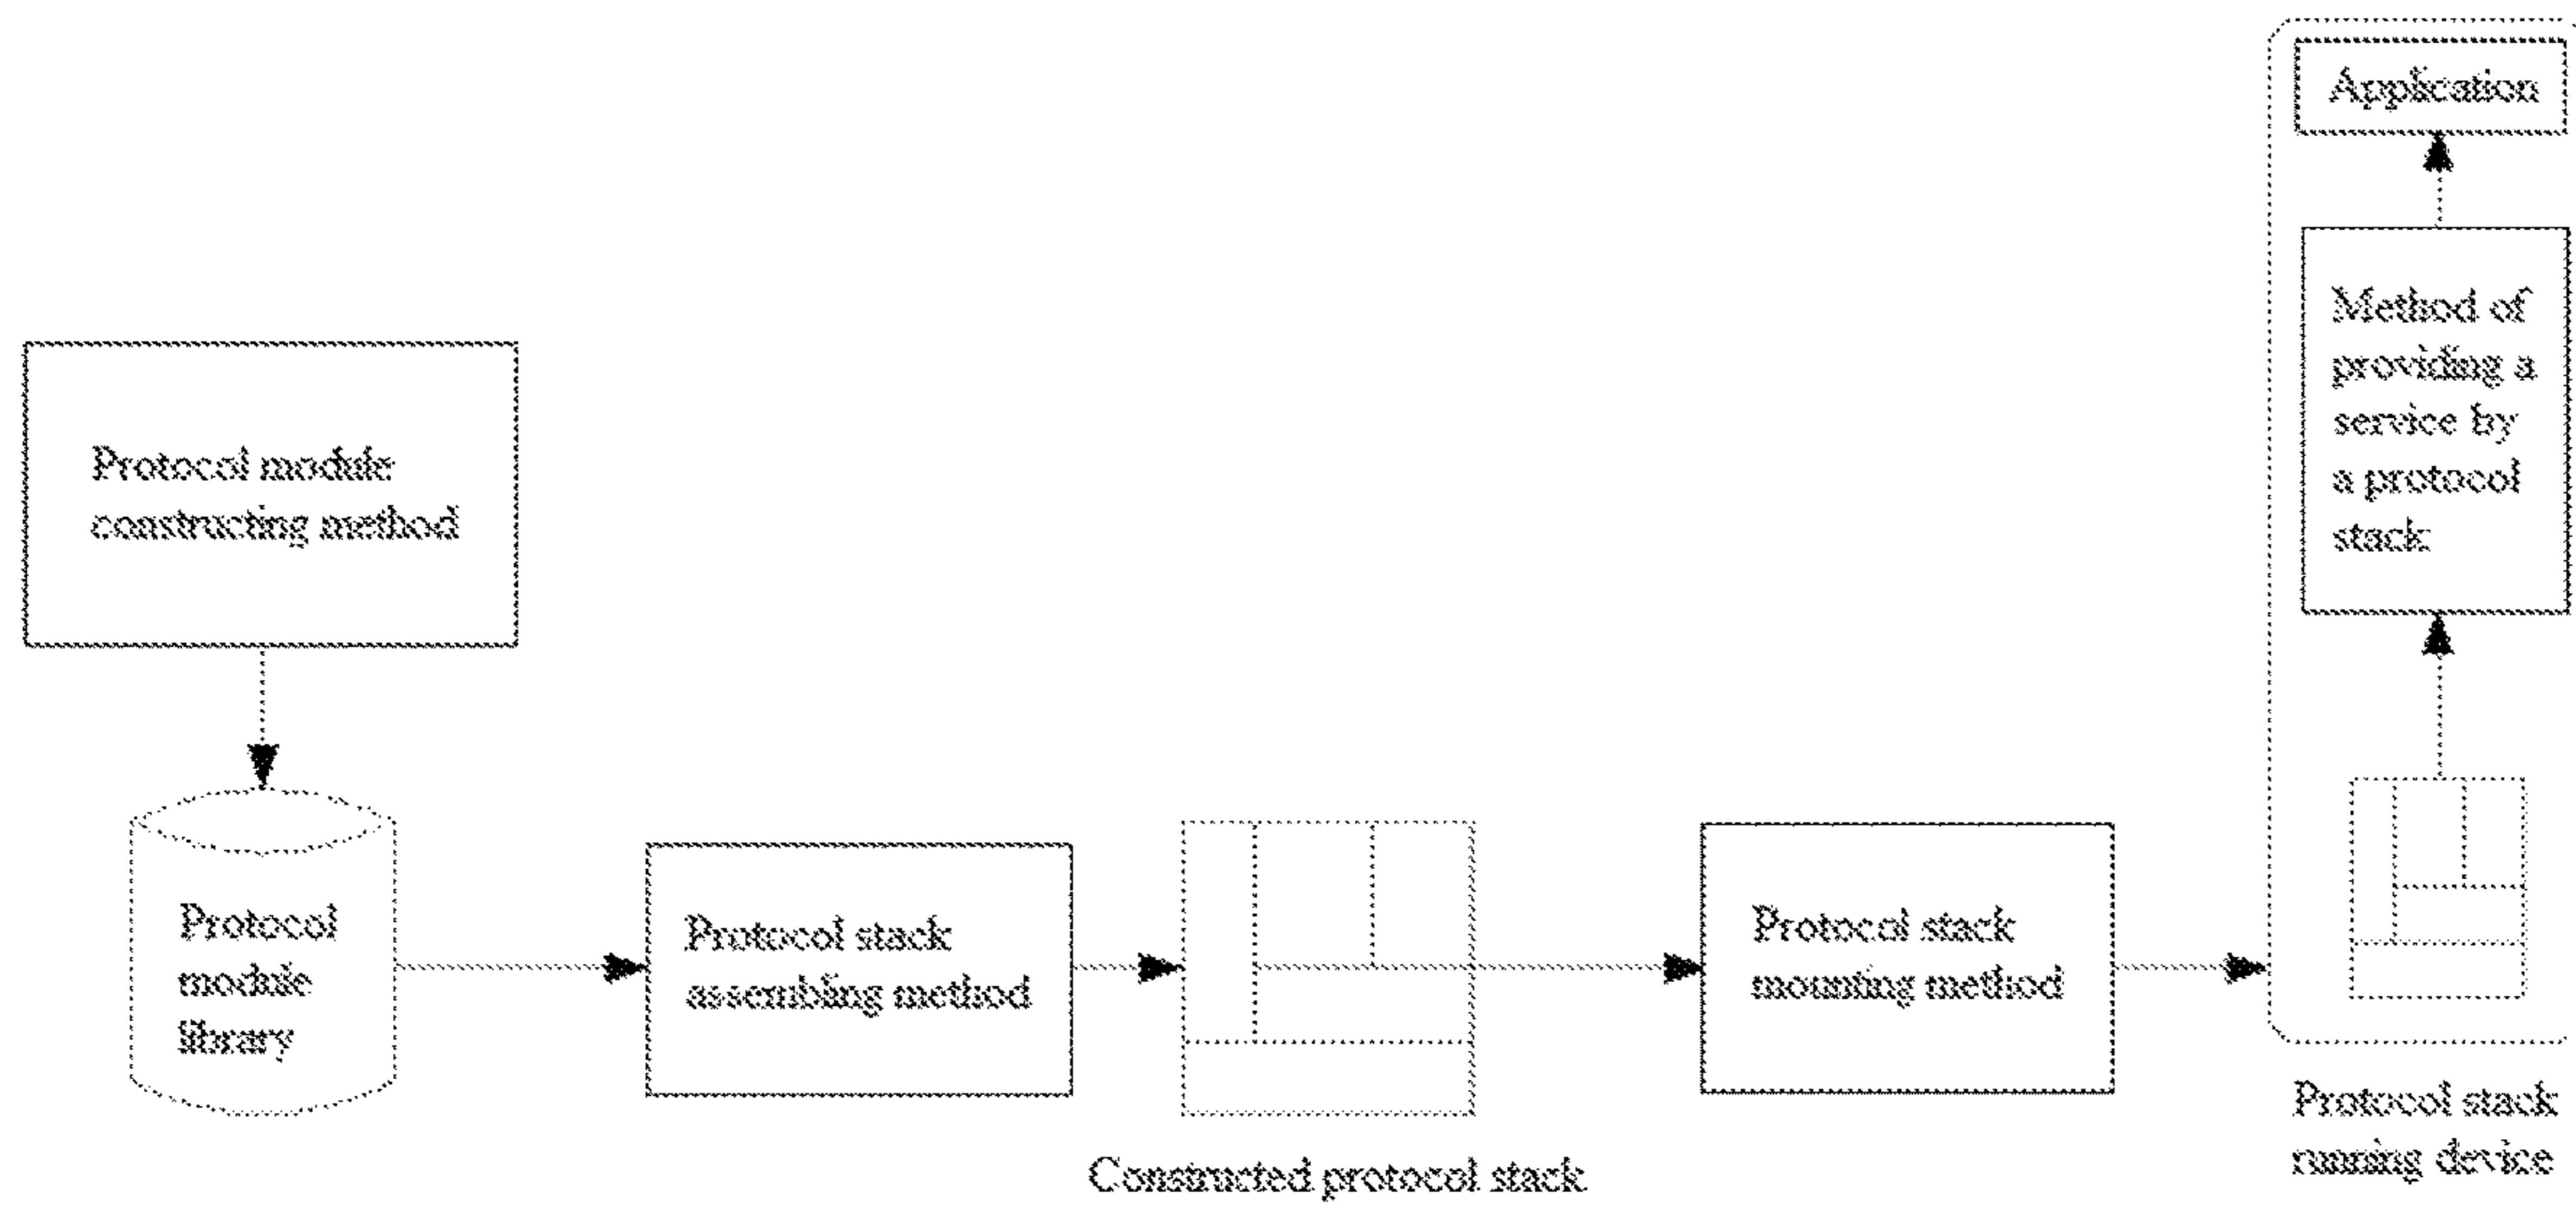 Application
Method of
providing a
service by
a protocol
stack
Protocol module
constructing method
Protocol
module
library
Protocol stack
assembling method
Constructed protocol stack
Protocol stack
mounting method
Protocol stack
running device